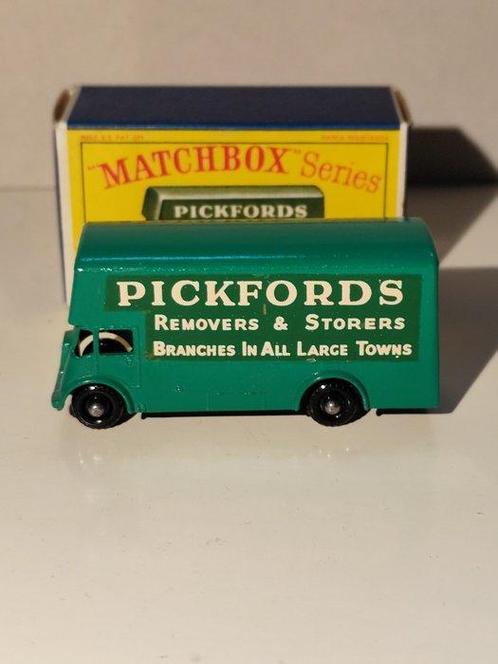 "MATCHBOX" Series
PICKFORDS
PICKFORDS
REMOVERS & STORERS
BRANCHES IN ALL LARGE TOWNS